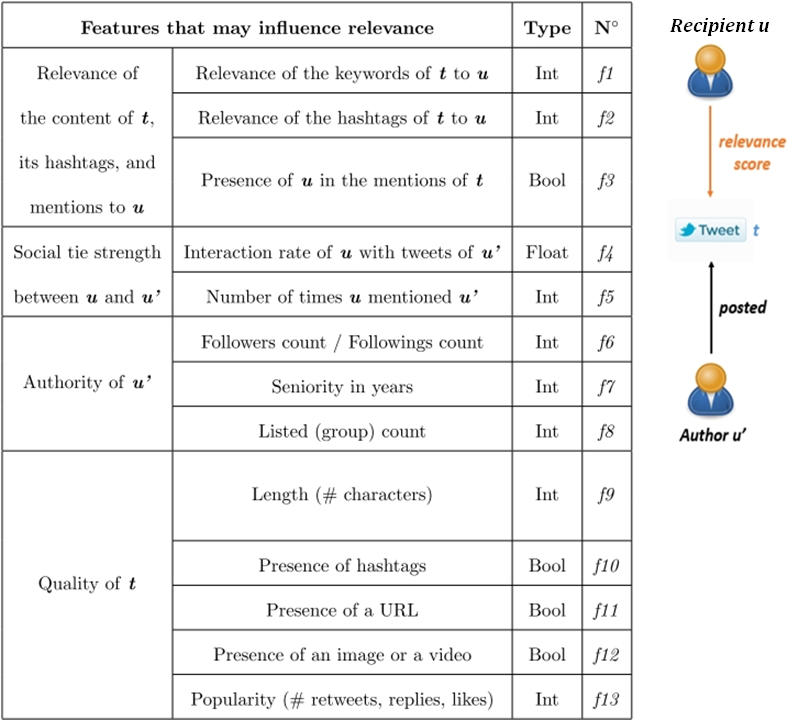 Features that may influence relevance Type N°
Relevance of
the content of t,
its hashtags, and
mentions to u
Relevance of the keywords of t to u Int f1
Relevance of the hashtags of t to u Int f2
Presence of u in the mentions of t Bool f3
Social tie strength
between u and u’
Interaction rate of u with tweets of u’ Float f4
Number of times u mentioned u’ Int f5
Authority of u’
Followers count / Followings count Int f6
Seniority in years Int f7
Listed (group) count Int f8
Quality of t
Length (# characters) Int f9
Presence of hashtags Bool f10
Presence of a URL Bool f11
Presence of an image or a video Bool f12
Popularity (# retweets, replies, likes) Int f13
Recipient u
relevance
score
Tweet t
posted
Author u’